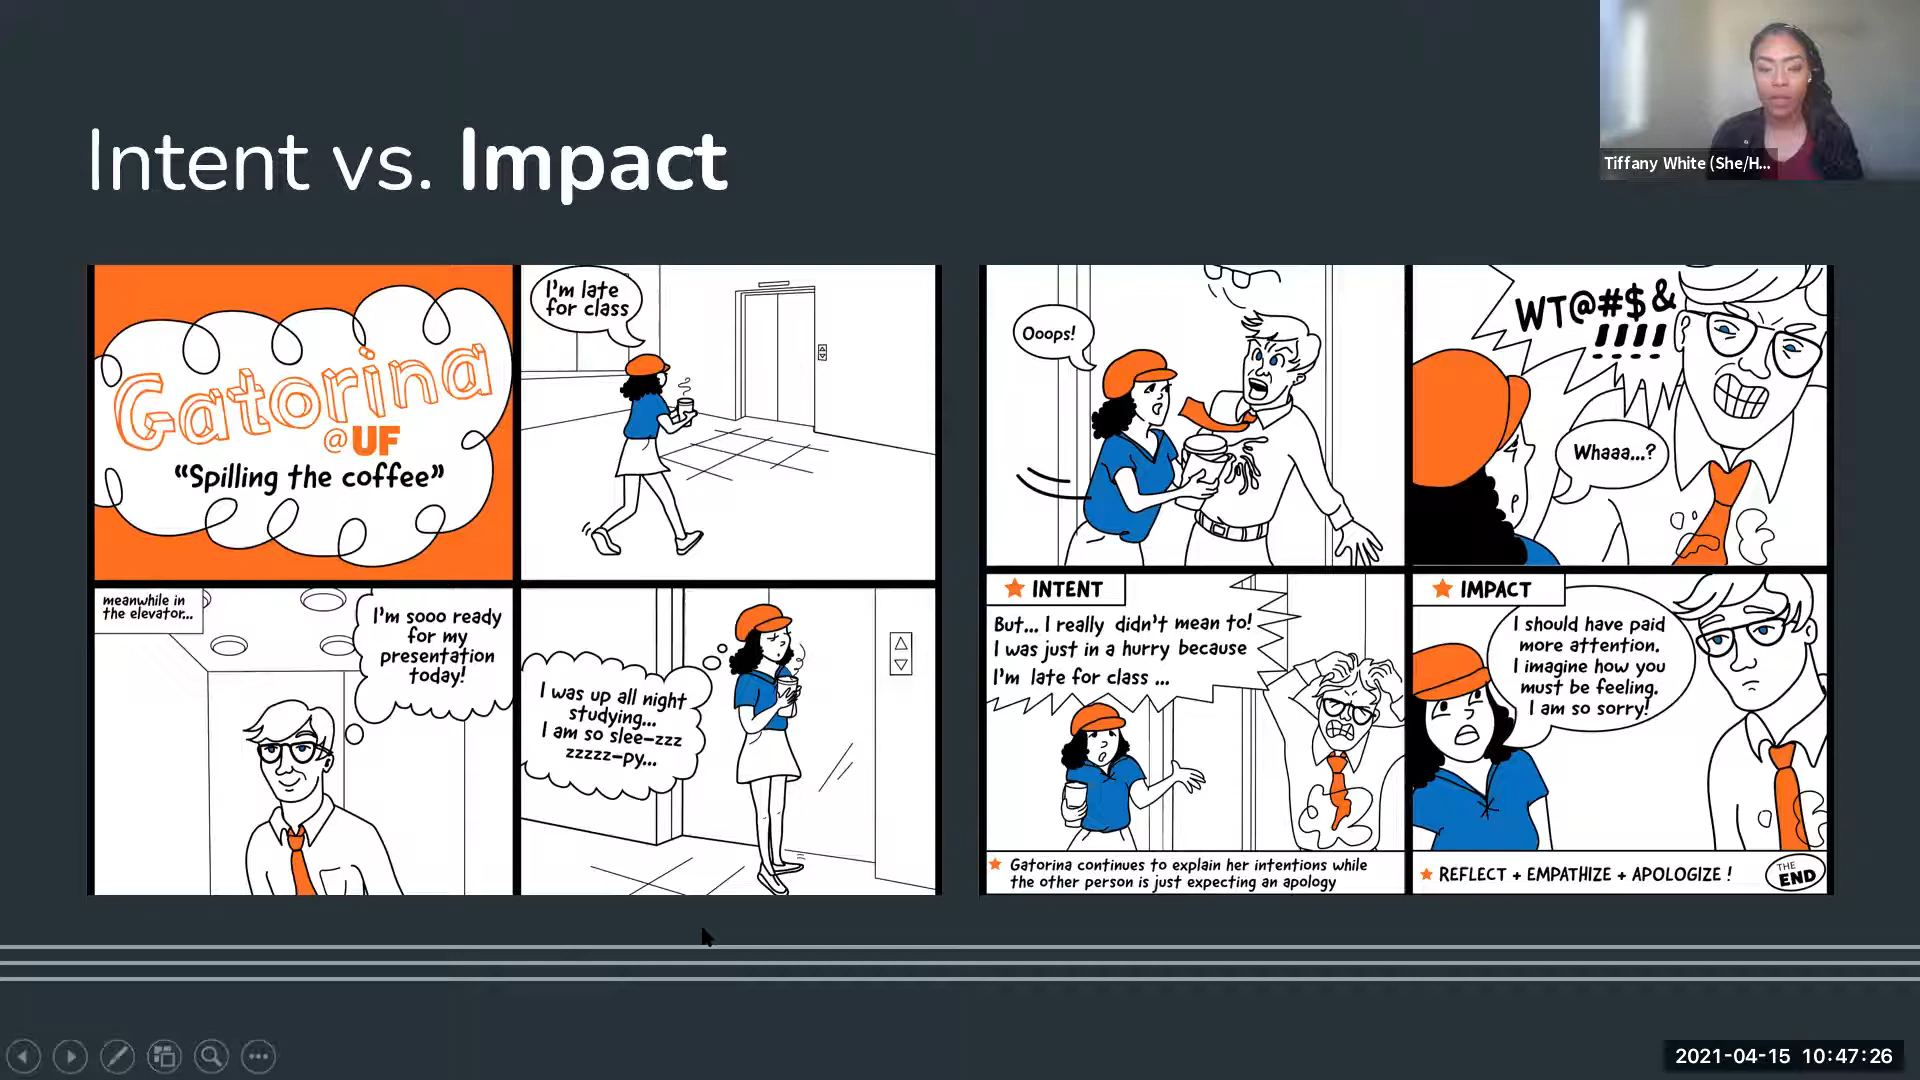 Intent vs. Impact
Tiffany White (She/H...
Gatorina
@UF
“Spilling the coffee”
I'm late
for class
meanwhile in
the elevator...
I'm sooo ready
for my
presentation
today!
I was up all night
studying...
I am so slee-zzz
zzzzz-py...
Ooops!
WT@#$&
!!!!
Whaaa...?
INTENT
But... I really didn't mean to!
I was just in a hurry because
I'm late for class ...
Gatorina continues to explain her intentions while
the other person is just expecting an apology
IMPACT
I should have paid
more attention.
I imagine how you
must be feeling.
I am so sorry!
REFLECT + EMPATHIZE + APOLOGIZE !
THE
END
2021-04-15 10:47:26